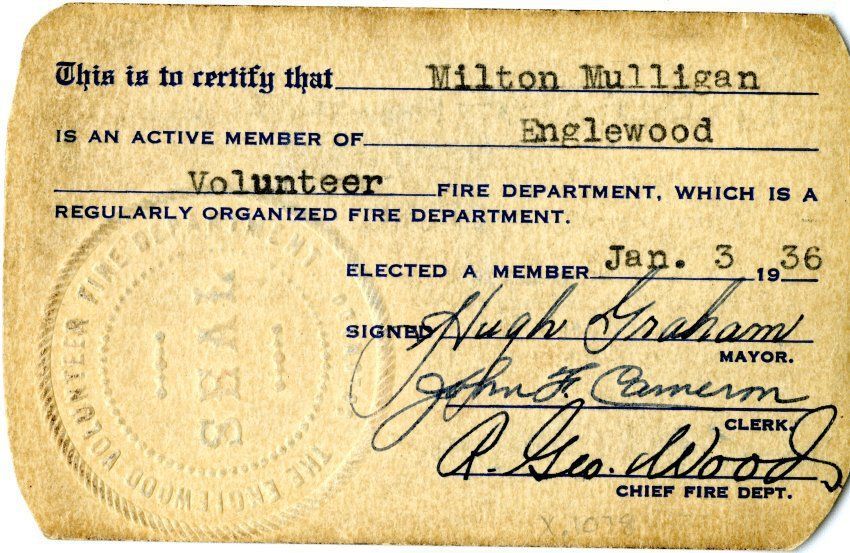 This is to certify that Milton Mulligan
IS AN ACTIVE MEMBER OF Englewood
Volunteer FIRE DEPARTMENT, WHICH IS A
REGULARLY ORGANIZED FIRE DEPARTMENT.
ELECTED A MEMBER Jan. 3 1936
SIGNED Hugh Graham
MAYOR.
John F. Cameron
CLERK.
R. Geo. Wood
CHIEF FIRE DEPT.
THE ENGLEWOOD VOLUNTEER FIRE DEPARTMENT
SEAL
X.1078